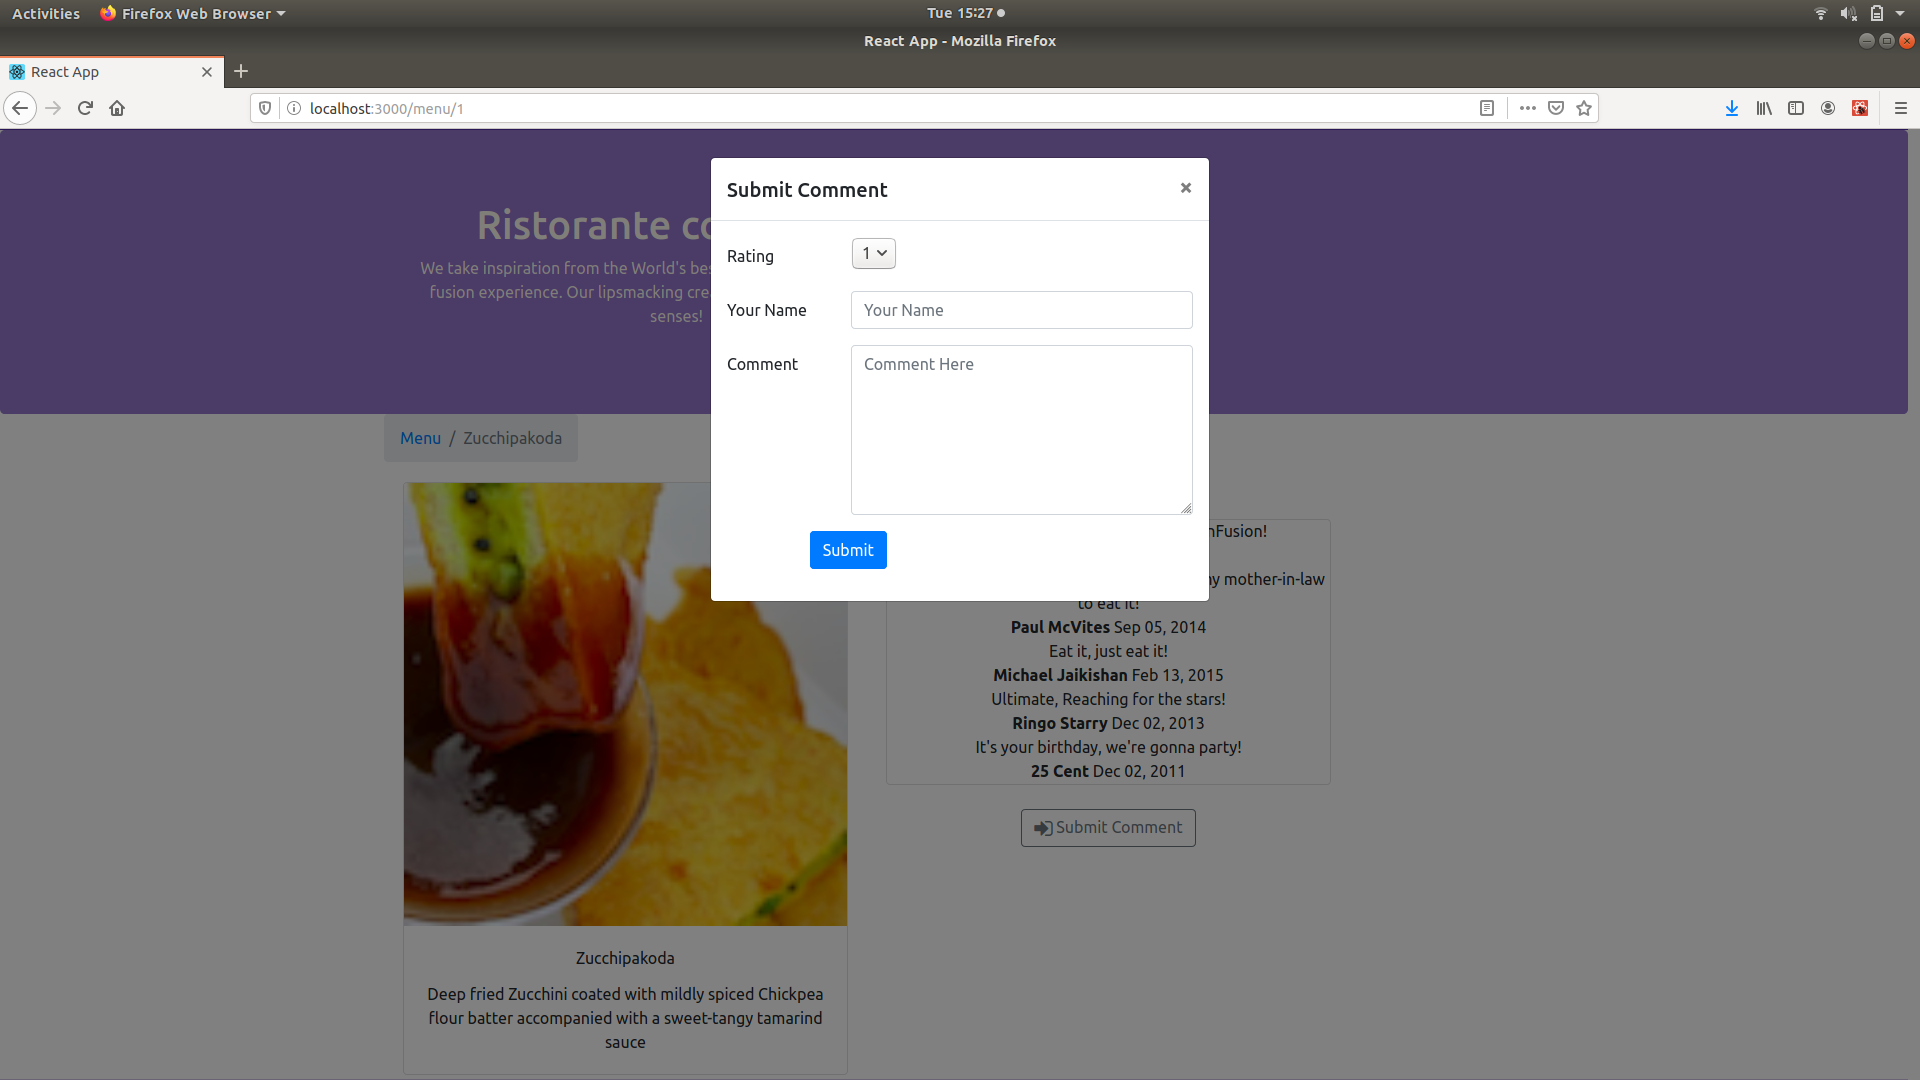 Activities
Firefox Web Browser
Tue 15:27
React App - Mozilla Firefox
React App
localhost:3000/menu/1
Ristorante co
We take inspiration from the World's bes
fusion experience. Our lipsmacking crea
senses!
Submit Comment
×
Rating
1
Your Name
Your Name
Comment
Comment Here
Submit
Menu / Zucchipakoda
nFusion!
my mother-in-law
to eat it!
Paul McVites Sep 05, 2014
Eat it, just eat it!
Michael Jaikishan Feb 13, 2015
Ultimate, Reaching for the stars!
Ringo Starry Dec 02, 2013
It's your birthday, we're gonna party!
25 Cent Dec 02, 2011
Submit Comment
Zucchipakoda
Deep fried Zucchini coated with mildly spiced Chickpea
flour batter accompanied with a sweet-tangy tamarind
sauce